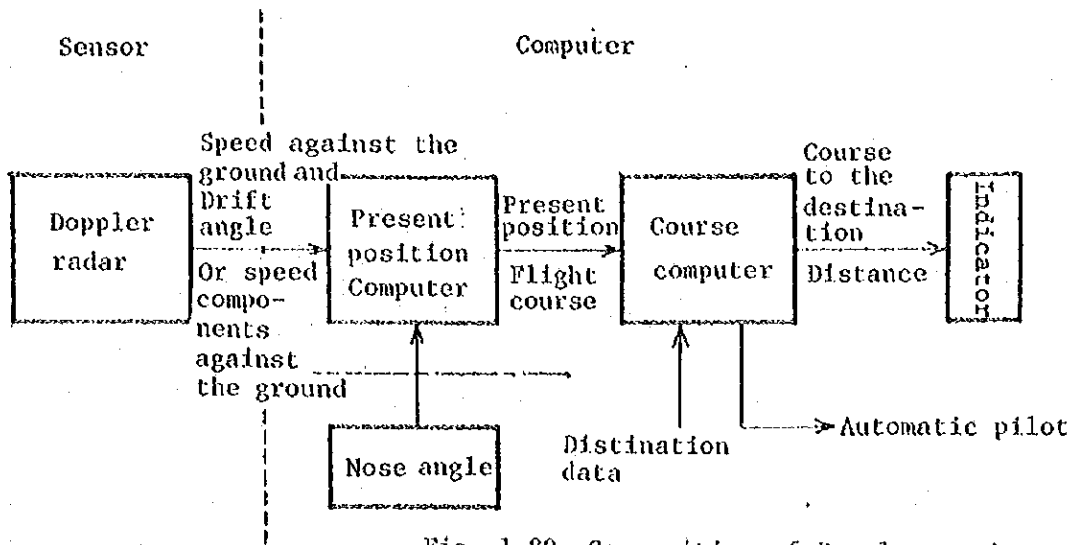 Sensor
Computer
Speed against the
ground and
Drift
angle
Or speed
compo-
nents
against
the ground
Doppler
radar
Present
position
Computer
Present
position
Flight
course
Course
computer
Course
to the
destina-
tion
Distance
Indicator
Nose angle
Distination
data
Automatic pilot